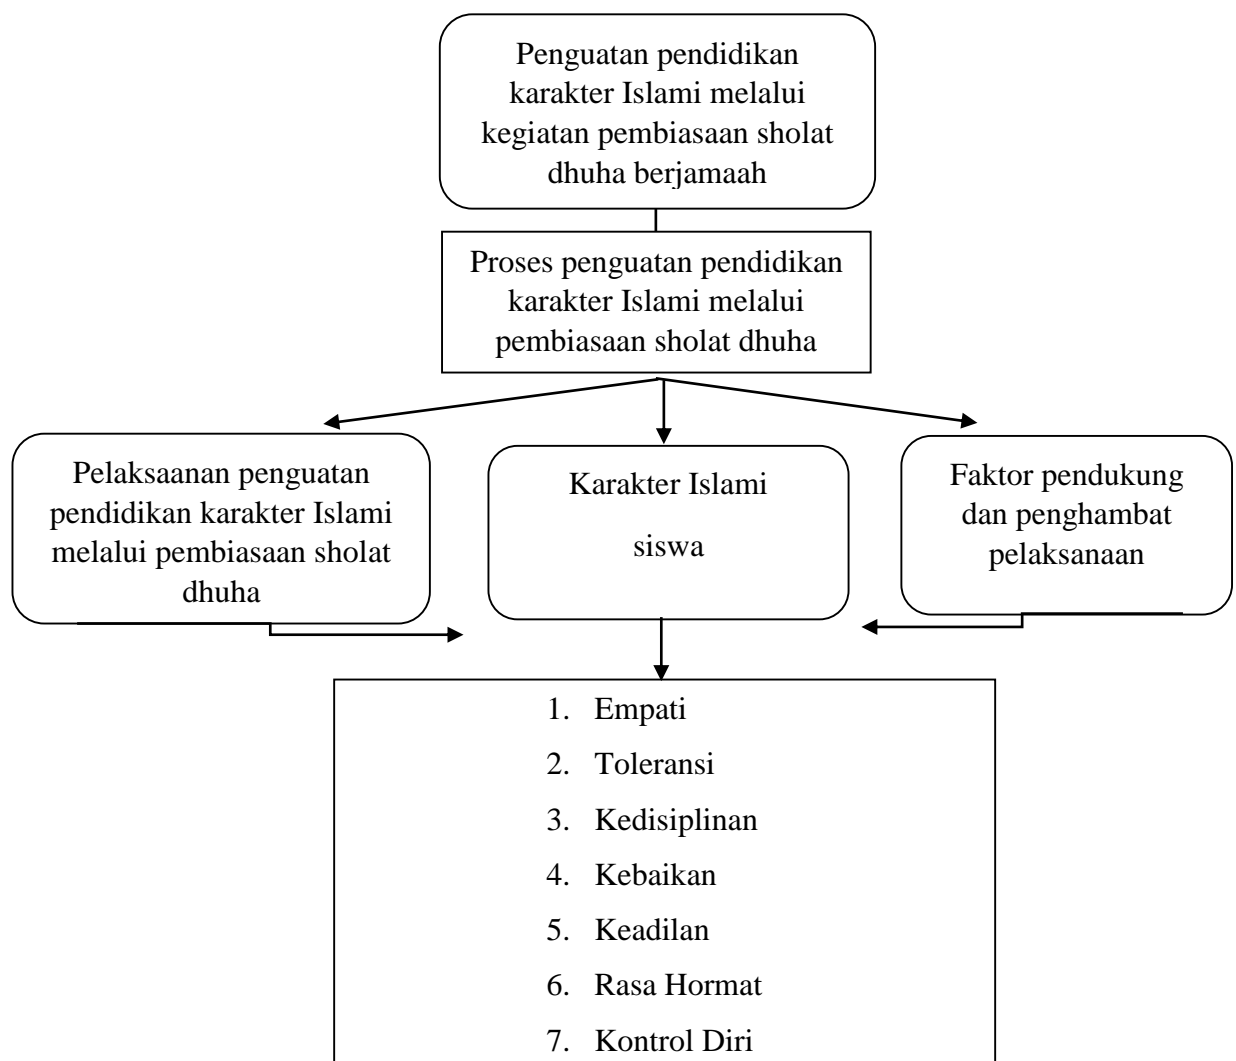 Penguatan pendidikan
karakter Islami melalui
kegiatan pembiasaan sholat
dhuha berjamaah
Proses penguatan pendidikan
karakter Islami melalui
pembiasaan sholat dhuha
Pelaksaanan penguatan
pendidikan karakter Islami
melalui pembiasaan sholat
dhuha
Karakter Islami
siswa
Faktor pendukung
dan penghambat
pelaksanaan
1. Empati
2. Toleransi
3. Kedisiplinan
4. Kebaikan
5. Keadilan
6. Rasa Hormat
7. Kontrol Diri